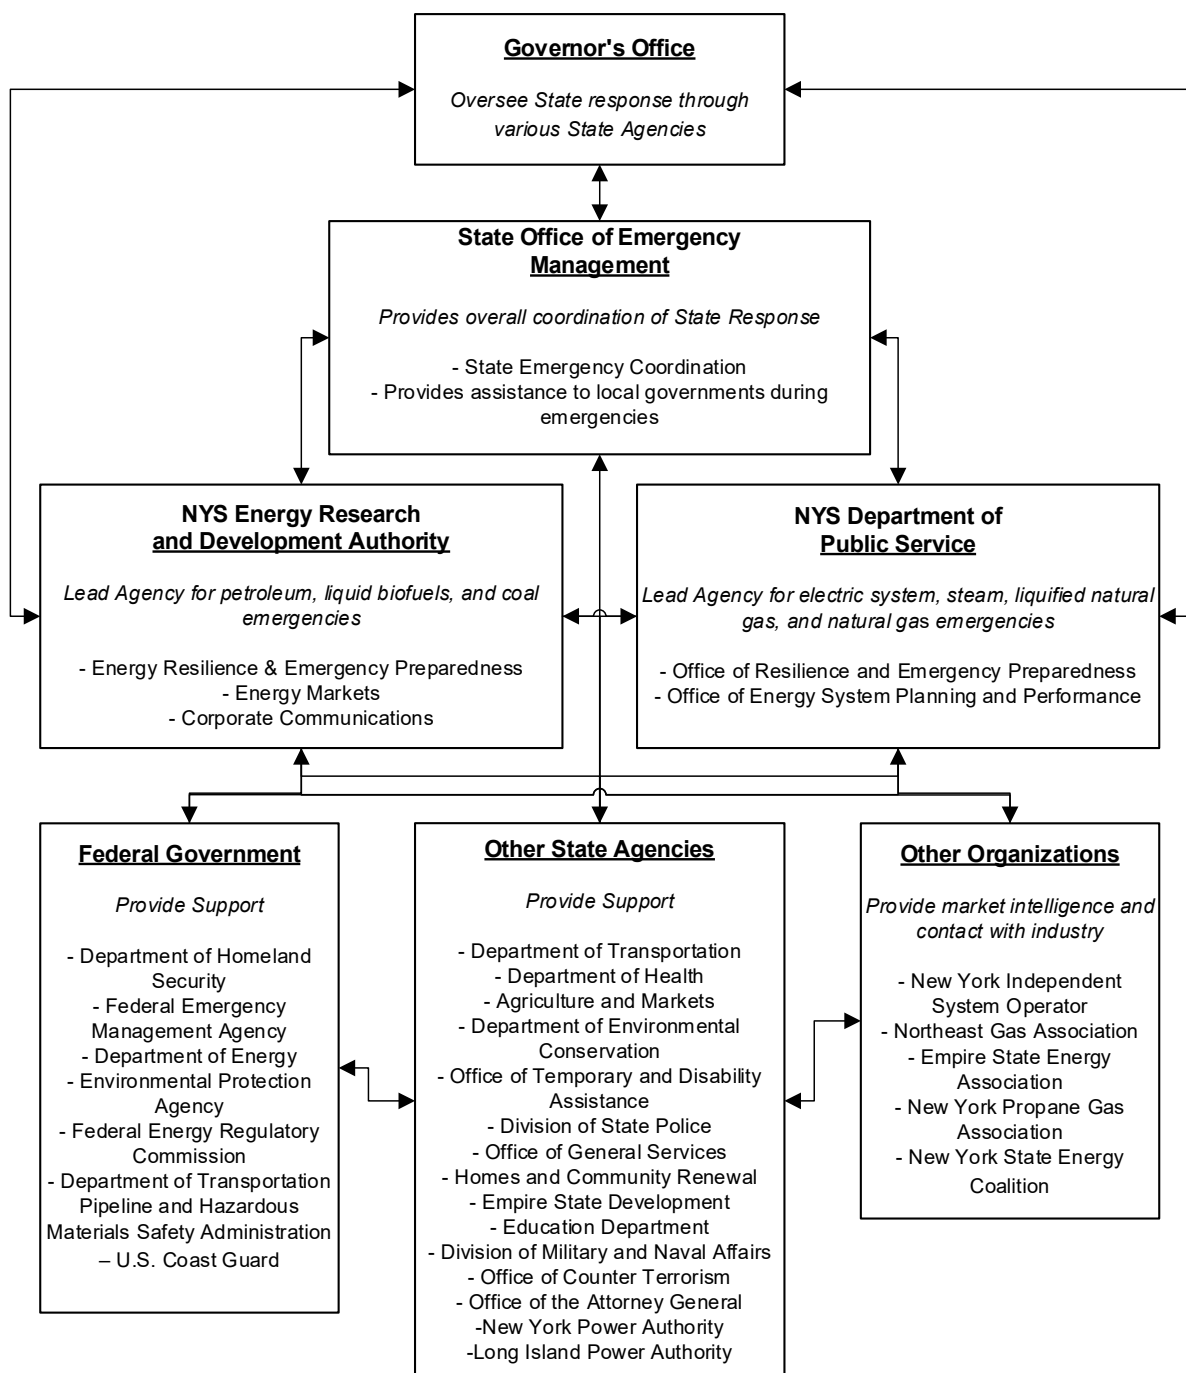 Governor's Office
Oversee State response through
various State Agencies
State Office of Emergency
Management
Provides overall coordination of State Response
- State Emergency Coordination
- Provides assistance to local governments during
emergencies
NYS Energy Research
and Development Authority
Lead Agency for petroleum, liquid biofuels, and coal
emergencies
- Energy Resilience & Emergency Preparedness
- Energy Markets
- Corporate Communications
NYS Department of
Public Service
Lead Agency for electric system, steam, liquified natural
gas, and natural gas emergencies
- Office of Resilience and Emergency Preparedness
- Office of Energy System Planning and Performance
Federal Government
Provide Support
- Department of Homeland
Security
- Federal Emergency
Management Agency
- Department of Energy
- Environmental Protection
Agency
- Federal Energy Regulatory
Commission
- Department of Transportation
Pipeline and Hazardous
Materials Safety Administration
– U.S. Coast Guard
Other State Agencies
Provide Support
- Department of Transportation
- Department of Health
- Agriculture and Markets
- Department of Environmental
Conservation
- Office of Temporary and Disability
Assistance
- Division of State Police
- Office of General Services
- Homes and Community Renewal
- Empire State Development
- Education Department
- Division of Military and Naval Affairs
- Office of Counter Terrorism
- Office of the Attorney General
-New York Power Authority
-Long Island Power Authority
Other Organizations
Provide market intelligence and
contact with industry
- New York Independent
System Operator
- Northeast Gas Association
- Empire State Energy
Association
- New York Propane Gas
Association
- New York State Energy
Coalition